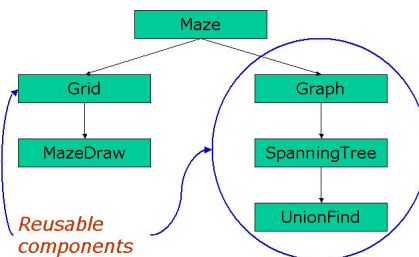 Maze
Grid
Graph
MazeDraw
SpanningTree
UnionFind
Reusable
components